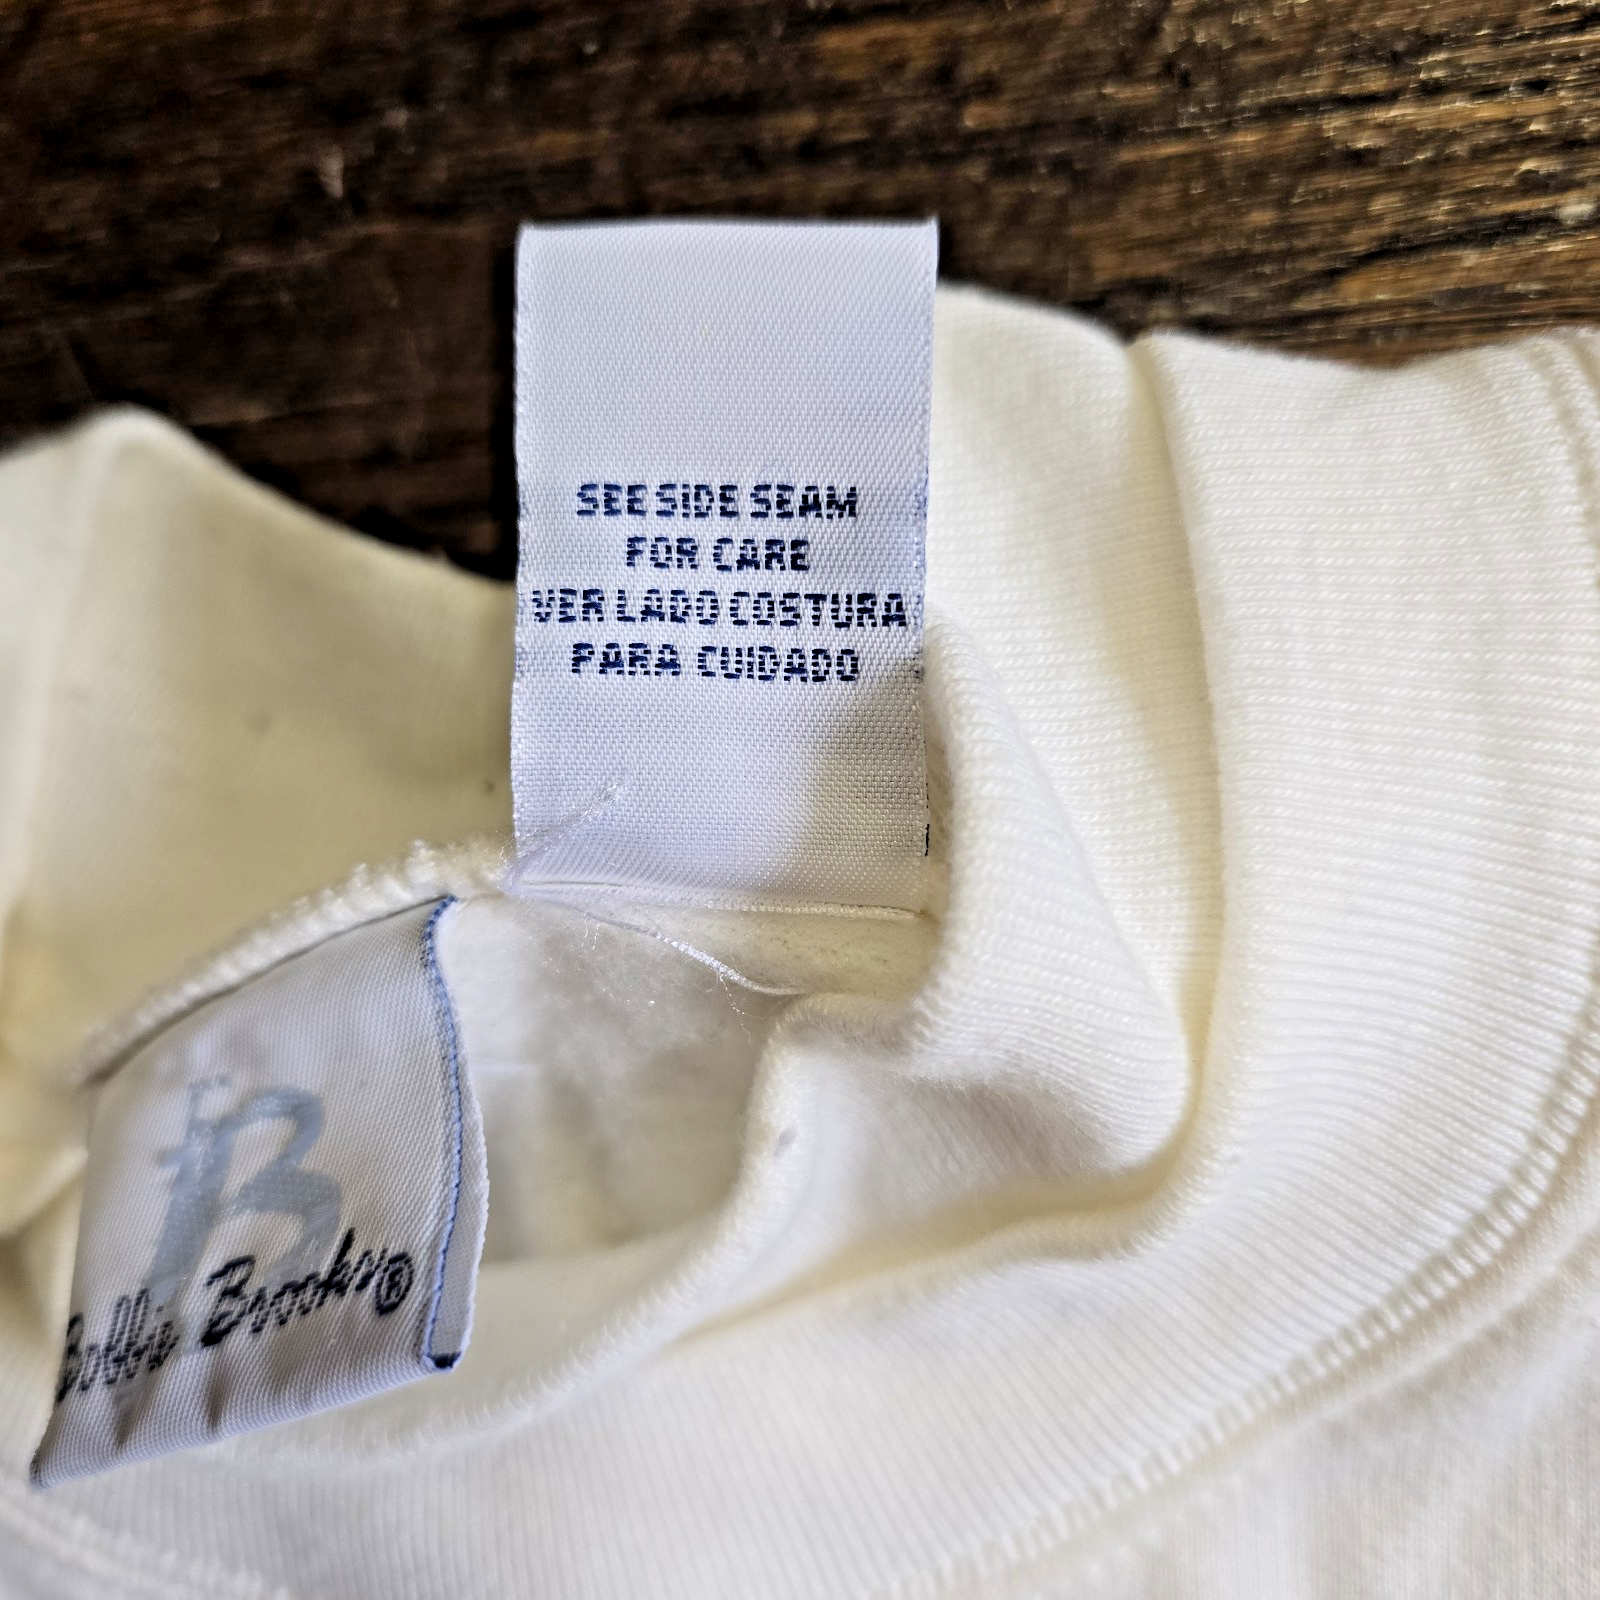 SEE SIDE SEAM
FOR CARE
VER LADO COSTURA
PARA CUIDADO
B
Bobbie Brooks®